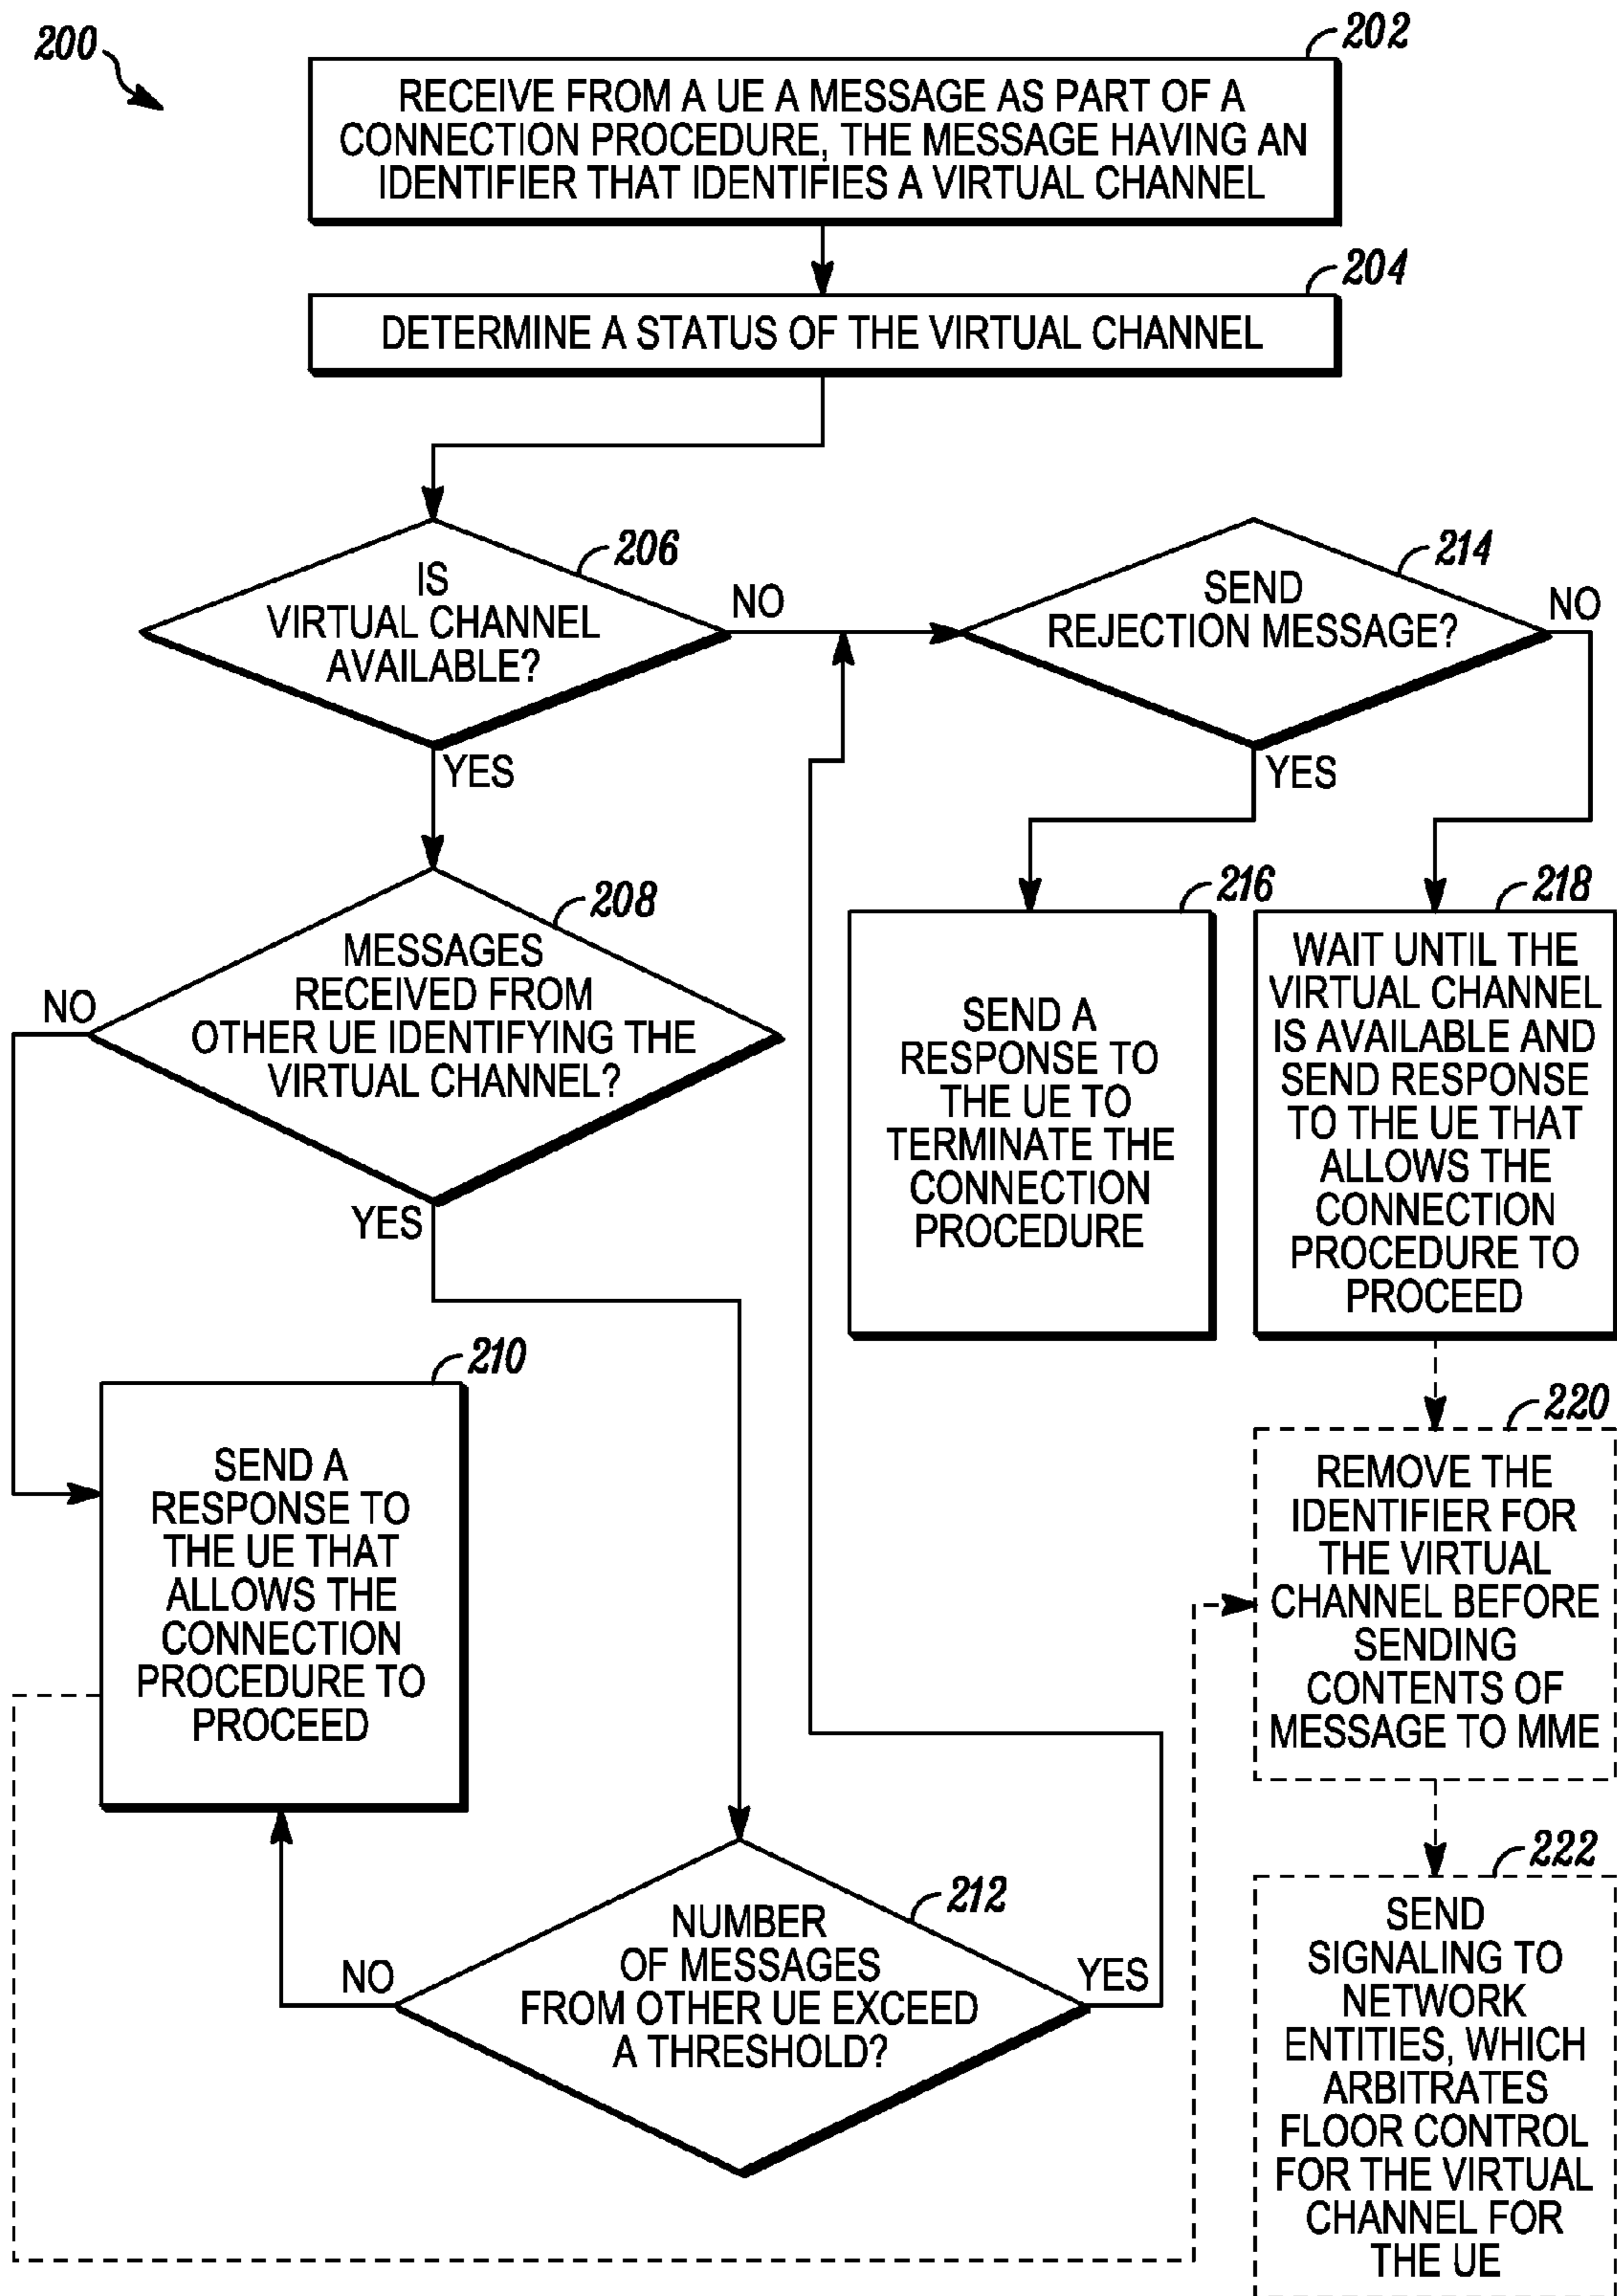 200
202
RECEIVE FROM A UE A MESSAGE AS PART OF A
CONNECTION PROCEDURE, THE MESSAGE HAVING AN
IDENTIFIER THAT IDENTIFIES A VIRTUAL CHANNEL
204
DETERMINE A STATUS OF THE VIRTUAL CHANNEL
206
IS
VIRTUAL CHANNEL
AVAILABLE?
NO
YES
214
SEND
REJECTION MESSAGE?
NO
YES
208
MESSAGES
RECEIVED FROM
OTHER UE IDENTIFYING THE
VIRTUAL CHANNEL?
NO
YES
216
SEND A
RESPONSE TO
THE UE TO
TERMINATE THE
CONNECTION
PROCEDURE
218
WAIT UNTIL THE
VIRTUAL CHANNEL
IS AVAILABLE AND
SEND RESPONSE
TO THE UE THAT
ALLOWS THE
CONNECTION
PROCEDURE TO
PROCEED
210
SEND A
RESPONSE TO
THE UE THAT
ALLOWS THE
CONNECTION
PROCEDURE TO
PROCEED
220
REMOVE THE
IDENTIFIER FOR
THE VIRTUAL
CHANNEL BEFORE
SENDING
CONTENTS OF
MESSAGE TO MME
212
NUMBER
OF MESSAGES
FROM OTHER UE EXCEED
A THRESHOLD?
NO
YES
222
SEND
SIGNALING TO
NETWORK
ENTITIES, WHICH
ARBITRATES
FLOOR CONTROL
FOR THE VIRTUAL
CHANNEL FOR
THE UE